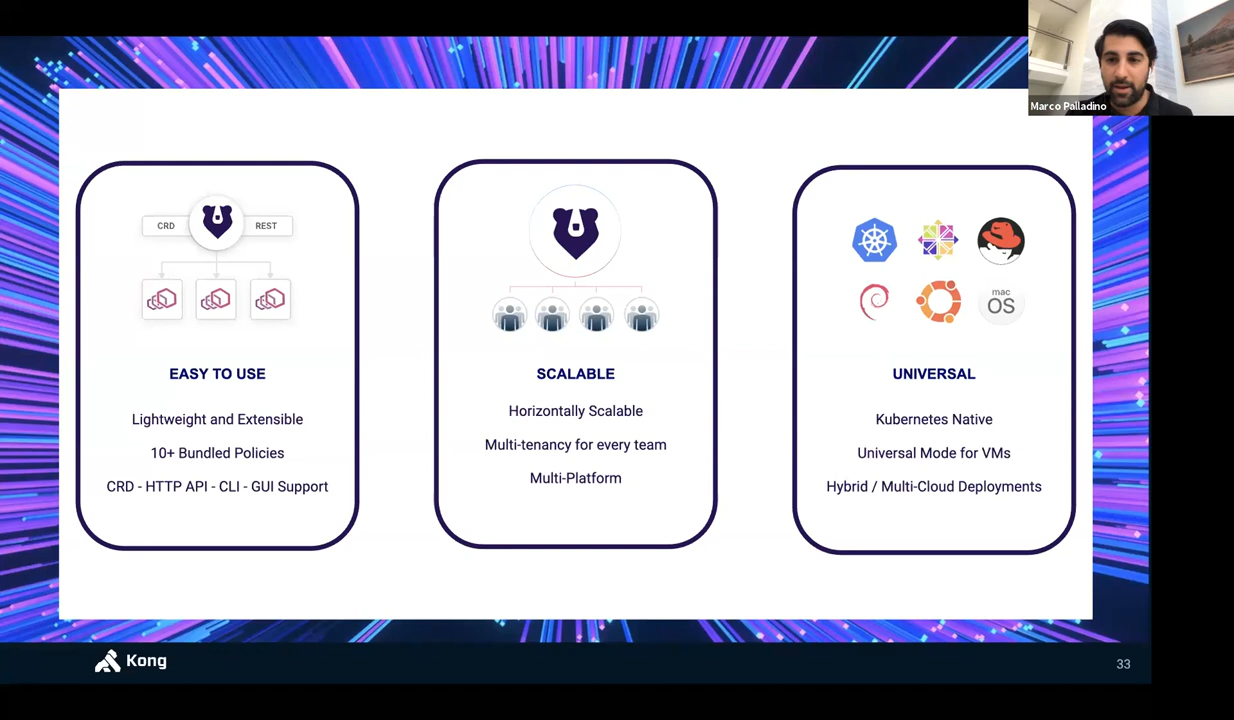 Marco Palladino
CRD
REST
EASY TO USE
Lightweight and Extensible
10+ Bundled Policies
CRD - HTTP API - CLI - GUI Support
SCALABLE
Horizontally Scalable
Multi-tenancy for every team
Multi-Platform
mac
OS
UNIVERSAL
Kubernetes Native
Universal Mode for VMs
Hybrid / Multi-Cloud Deployments
Kong
33